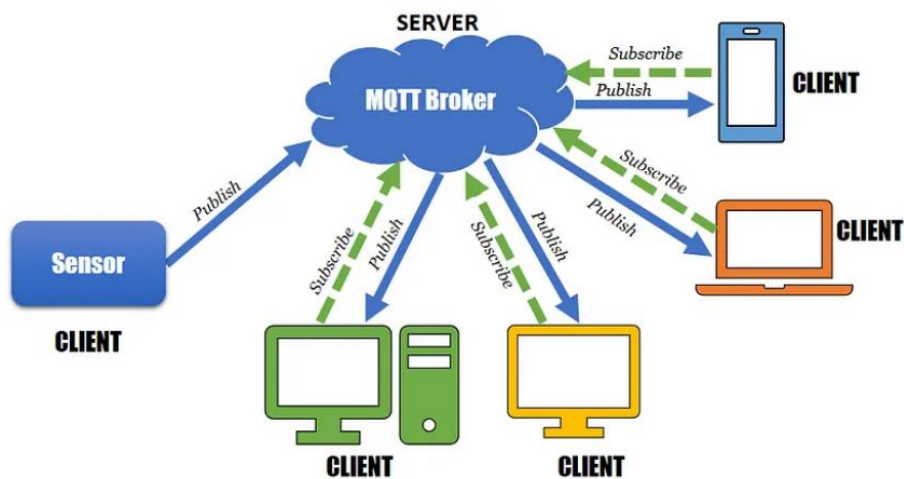 SERVER
MQTT Broker
Subscribe
Publish
CLIENT
Subscribe
Publish
CLIENT
Publish
Sensor
CLIENT
Subscribe
Publish
CLIENT
Subscribe
Publish
CLIENT